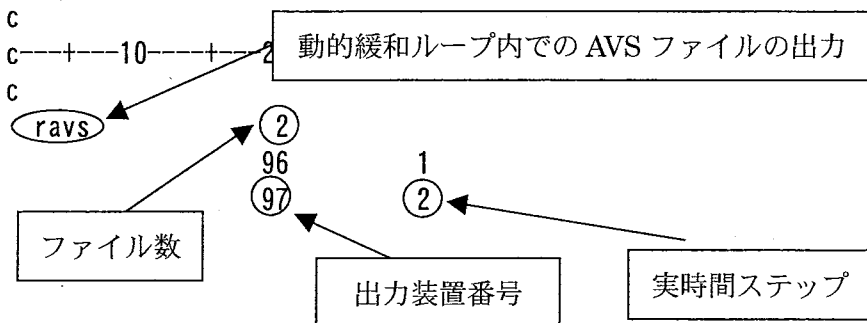 c
c---+---10----+---2
動的緩和ループ内での AVS ファイルの出力
c
ravs 2
96 1
97 2
ファイル数
出力装置番号
実時間ステップ